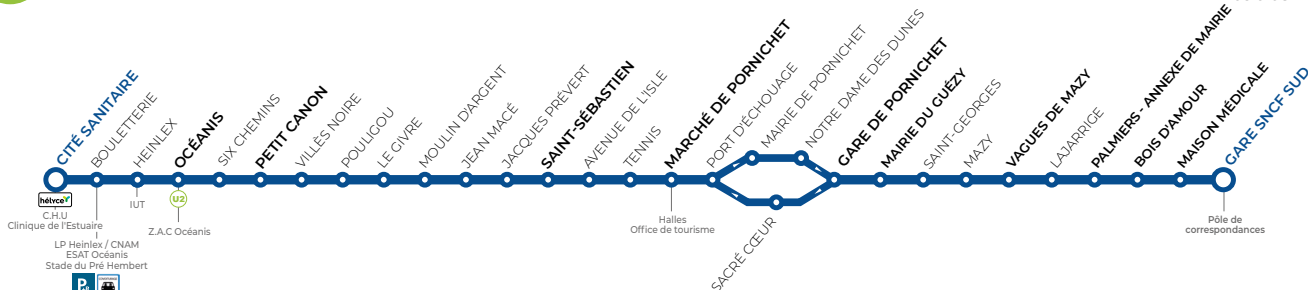 CITÉ SANITAIRE
BOULETTERIE
HEINLEX
OCÉANIS
SIX CHEMINS
PETIT CANON
VILLÈS NOIRE
POULIGOU
LE GIVRE
MOULIN D'ARGENT
JEAN MACÉ
JACQUES PRÉVERT
SAINT-SÉBASTIEN
AVENUE DE L'ISLE
TENNIS
MARCHÉ DE PORNICHET
PORT D'ÉCHOUAGE
MAIRIE DE PORNICHET
NOTRE DAME DES DUNES
SACRÉ CŒUR
GARE DE PORNICHET
MAIRIE DU GUÉZY
SAINT-GEORGES
MAZY
VAGUES DE MAZY
LAJARRIGE
PALMIERS - ANNEXE DE MAIRIE
BOIS D'AMOUR
MAISON MÉDICALE
GARE SNCF SUD
hélyce
C.H.U
Clinique de l'Estuaire
LP Heinlex / CNAM
ESAT Océanis
Stade du Pré Hembert
IUT
U2
Z.A.C Océanis
Halles
Office de tourisme
Pôle de
correspondances